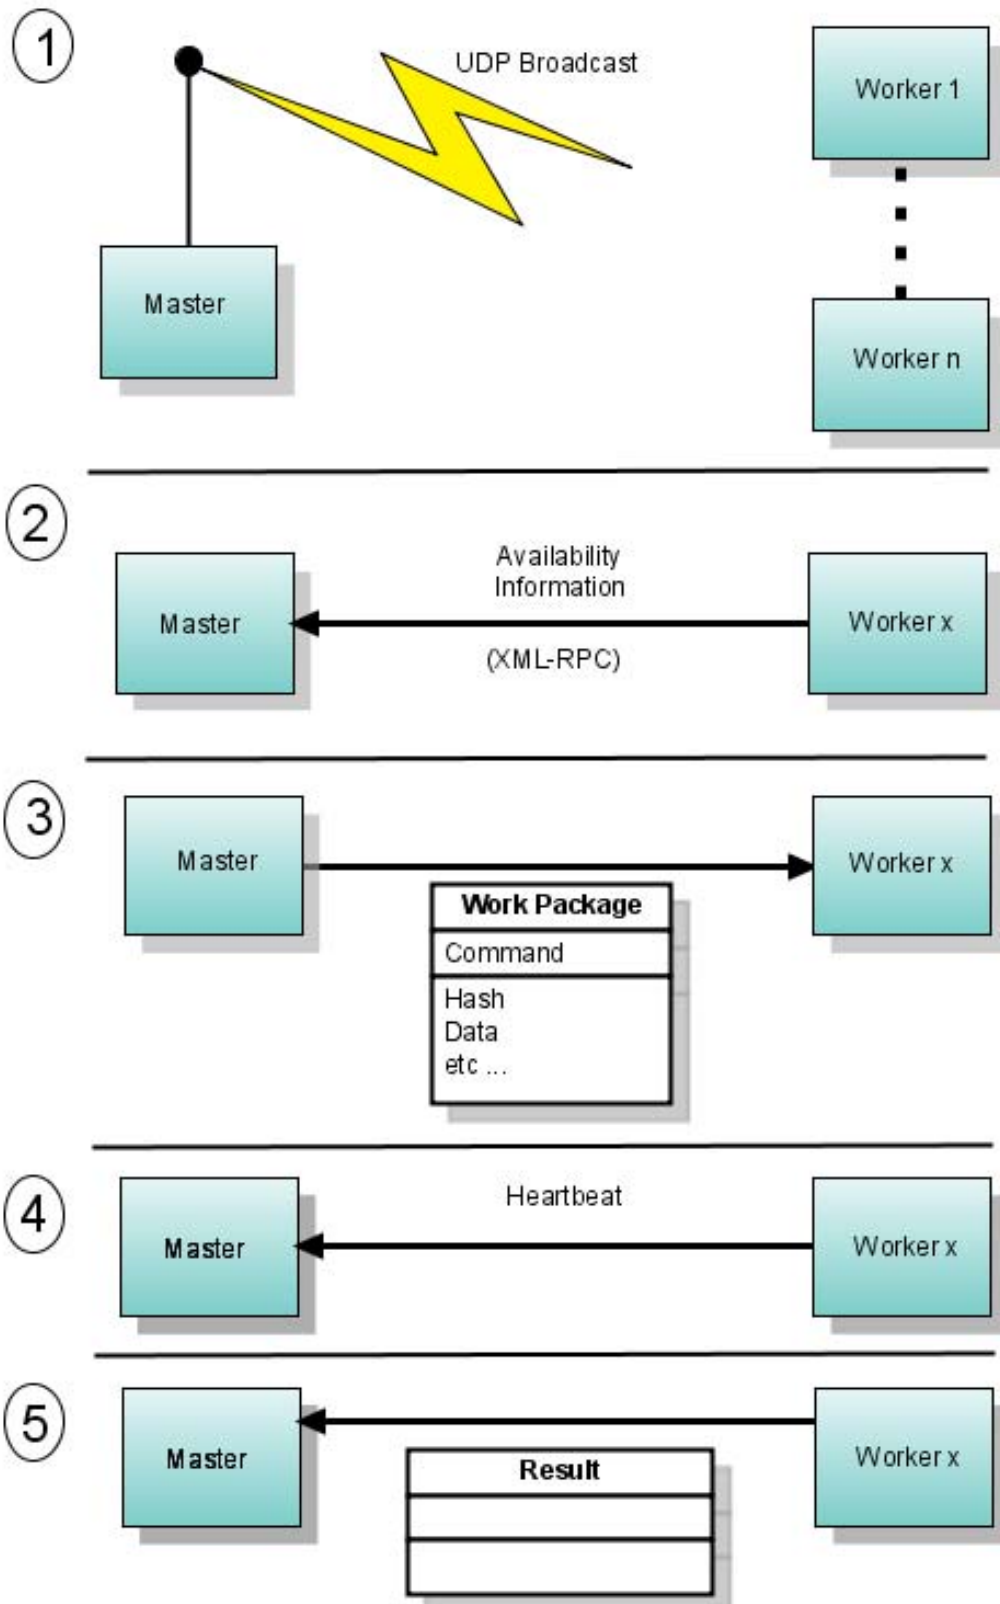 1
UDP Broadcast
Worker 1
Master
Worker n
2
Availability
Information
Master
Worker x
(XML-RPC)
3
Master
Worker x
Work Package
Command
Hash
Data
etc ...
4
Heartbeat
Master
Worker x
5
Master
Worker x
Result